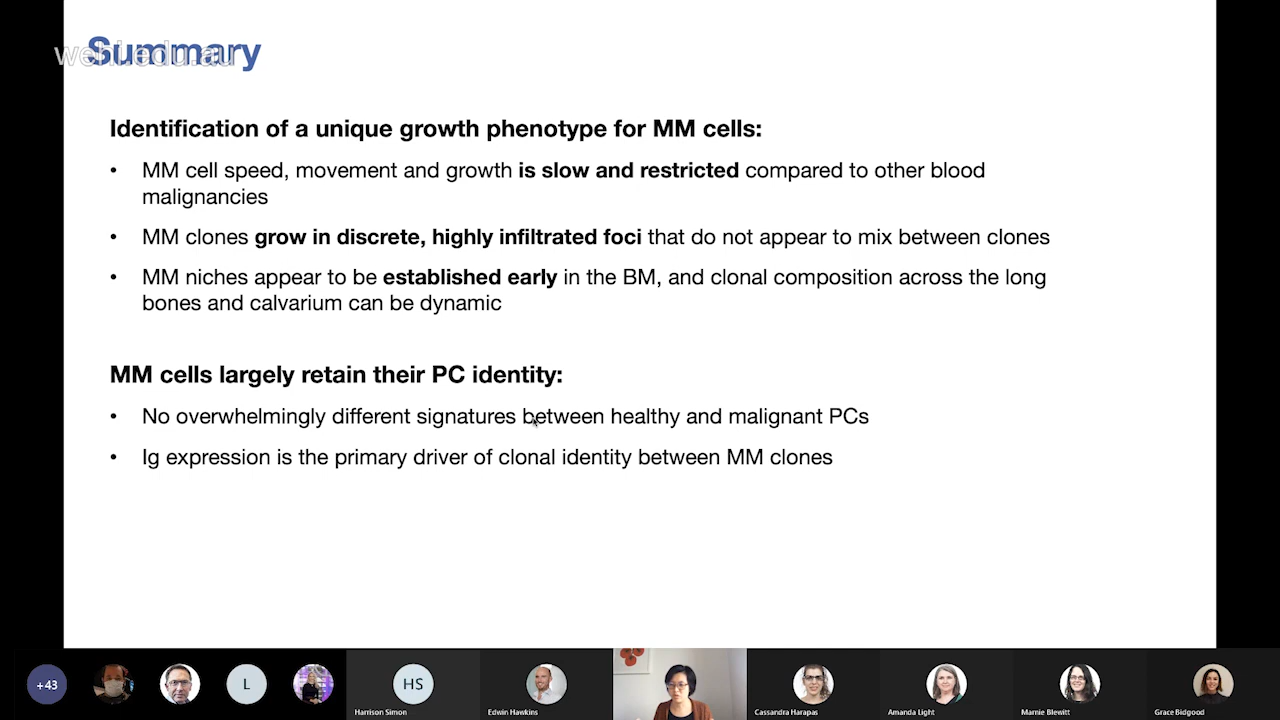 wehi.edu.au
Summary
Identification of a unique growth phenotype for MM cells:
• MM cell speed, movement and growth is slow and restricted compared to other blood
malignancies
• MM clones grow in discrete, highly infiltrated foci that do not appear to mix between clones
• MM niches appear to be established early in the BM, and clonal composition across the long
bones and calvarium can be dynamic
MM cells largely retain their PC identity:
• No overwhelmingly different signatures between healthy and malignant PCs
• Ig expression is the primary driver of clonal identity between MM clones
+43
L
HS
Harrison Simon
Edwin Hawkins
Cassandra Harapas
Amanda Light
Marnie Blewitt
Grace Bidgood